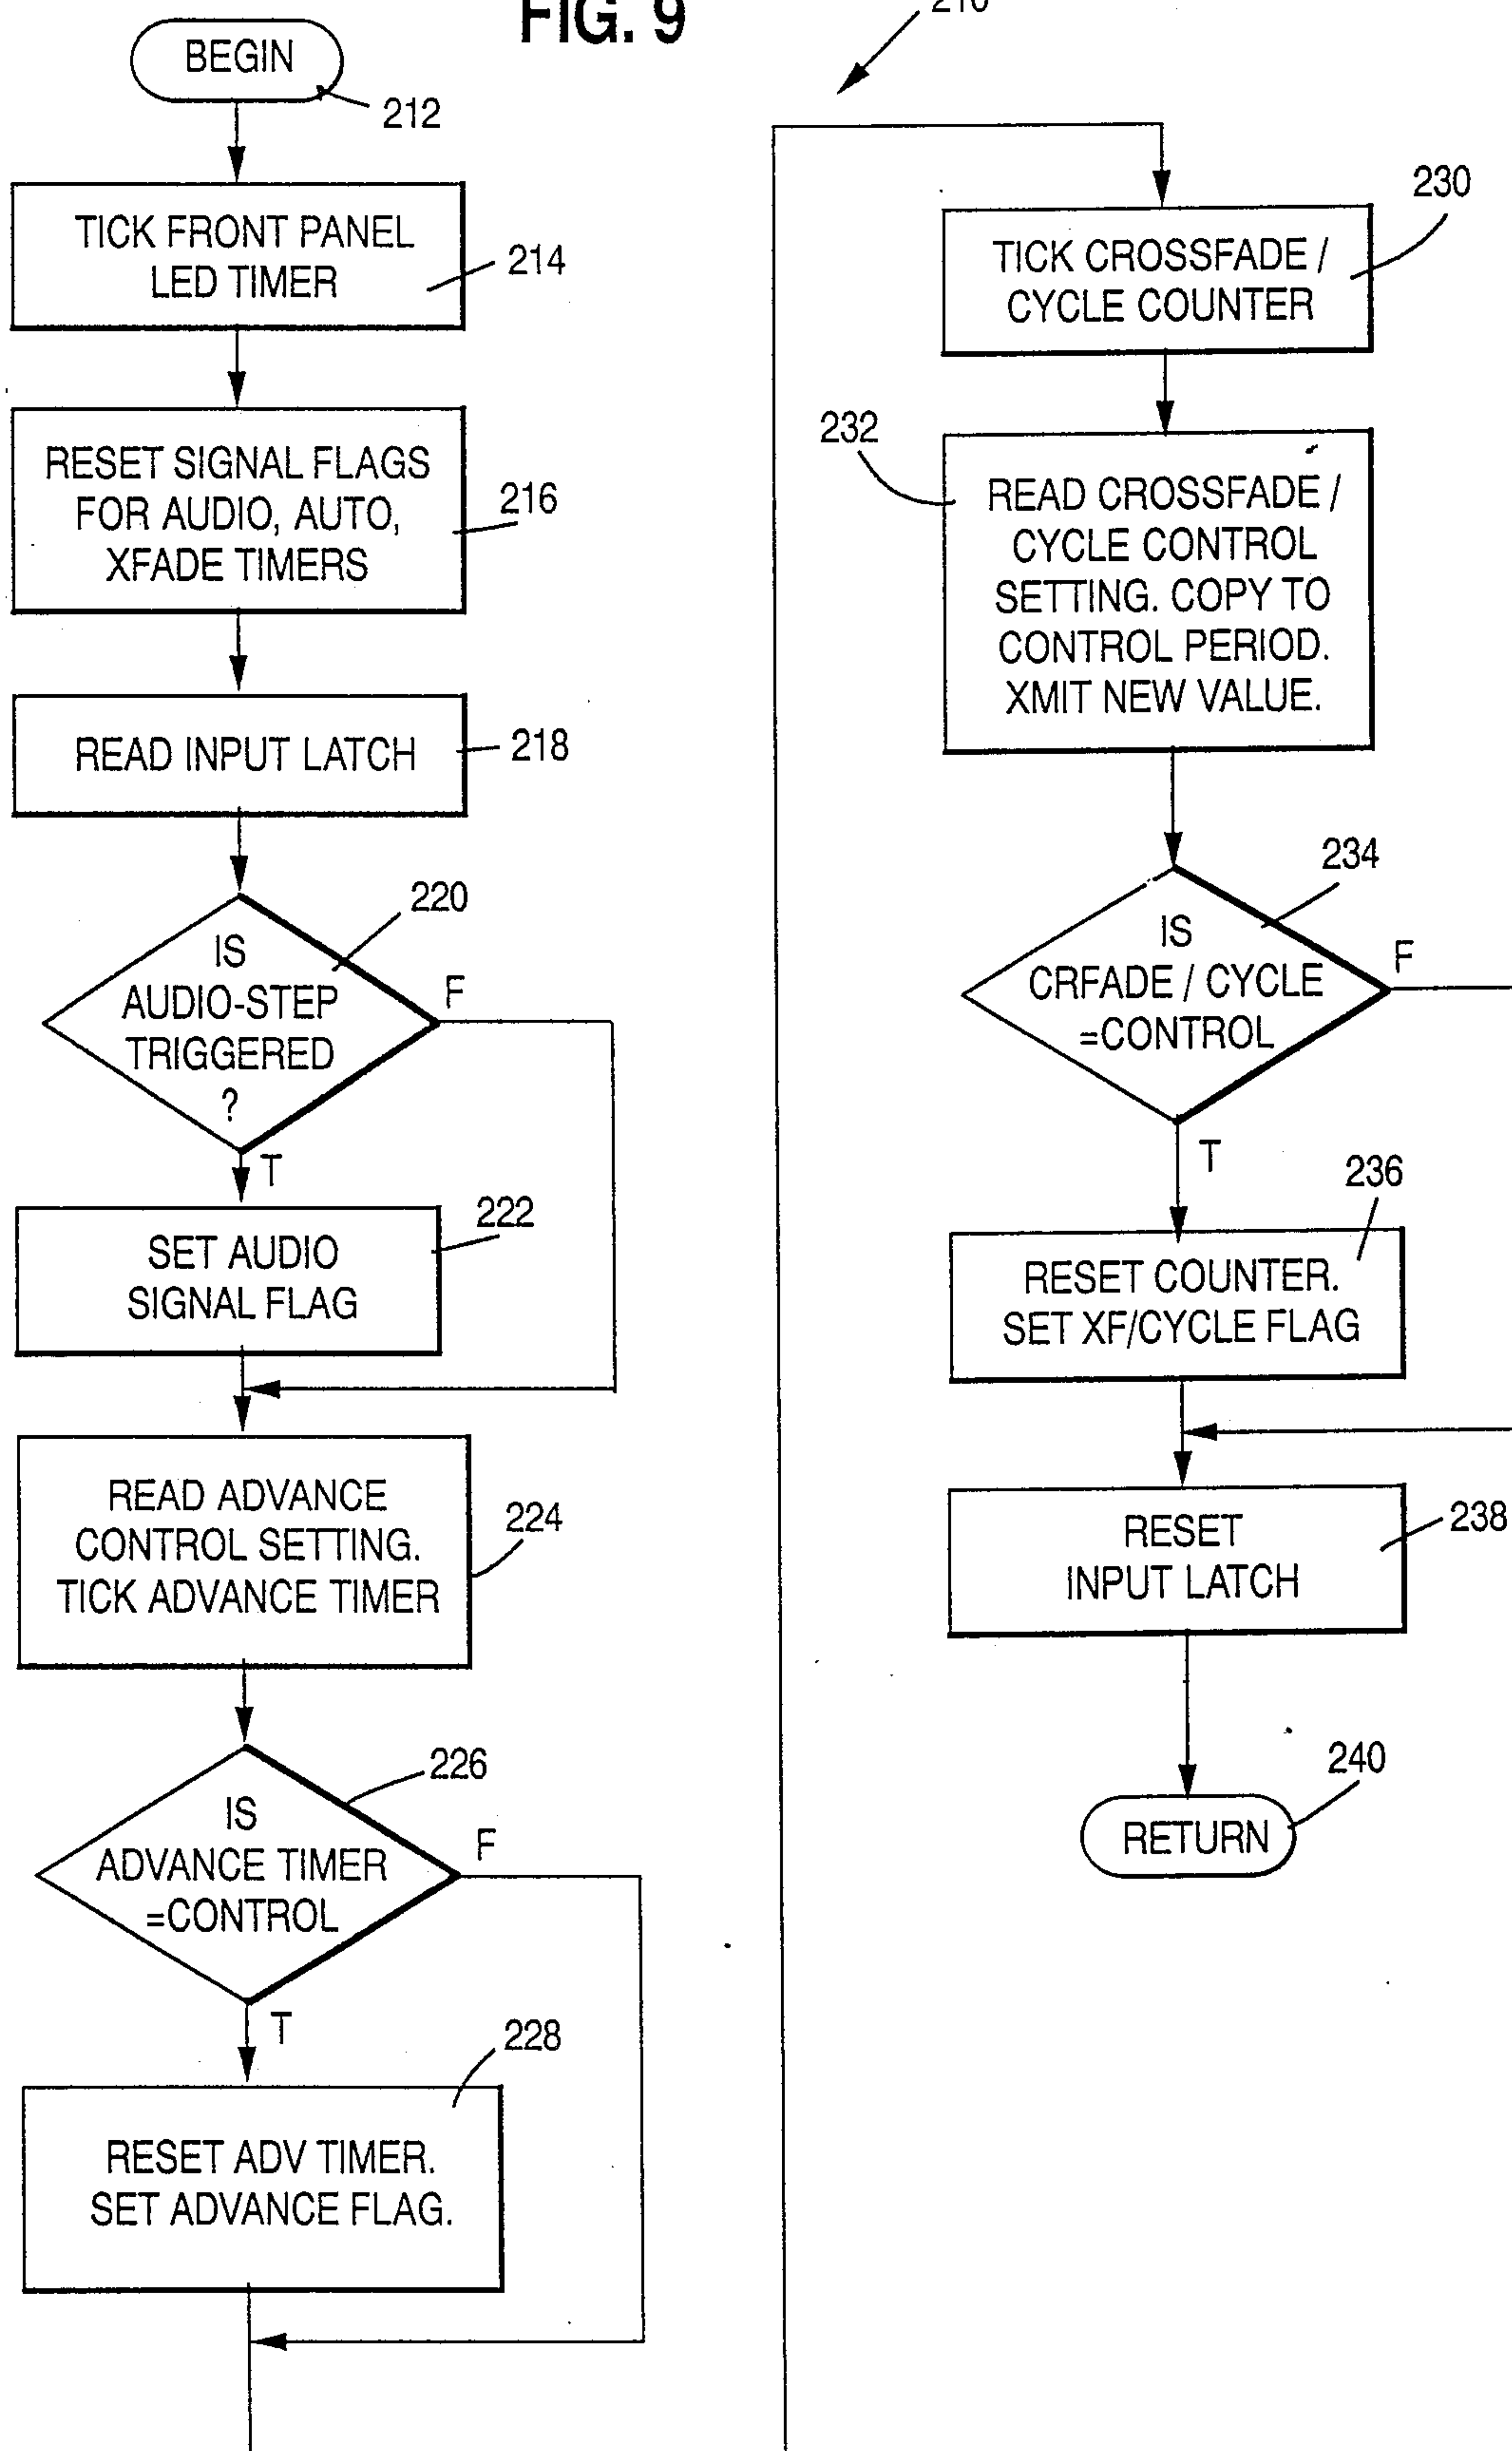 FIG. 9
BEGIN
212
TICK FRONT PANEL
LED TIMER
214
RESET SIGNAL FLAGS
FOR AUDIO, AUTO,
XFADE TIMERS
216
READ INPUT LATCH
218
220
IS
AUDIO-STEP
TRIGGERED
?
F
T
222
SET AUDIO
SIGNAL FLAG
READ ADVANCE
CONTROL SETTING.
TICK ADVANCE TIMER
224
226
IS
ADVANCE TIMER
=CONTROL
F
T
228
RESET ADV TIMER.
SET ADVANCE FLAG.
230
TICK CROSSFADE /
CYCLE COUNTER
232
READ CROSSFADE /
CYCLE CONTROL
SETTING. COPY TO
CONTROL PERIOD.
XMIT NEW VALUE.
234
IS
CRFADE / CYCLE
=CONTROL
F
T
236
RESET COUNTER.
SET XF/CYCLE FLAG
RESET
INPUT LATCH
238
240
RETURN